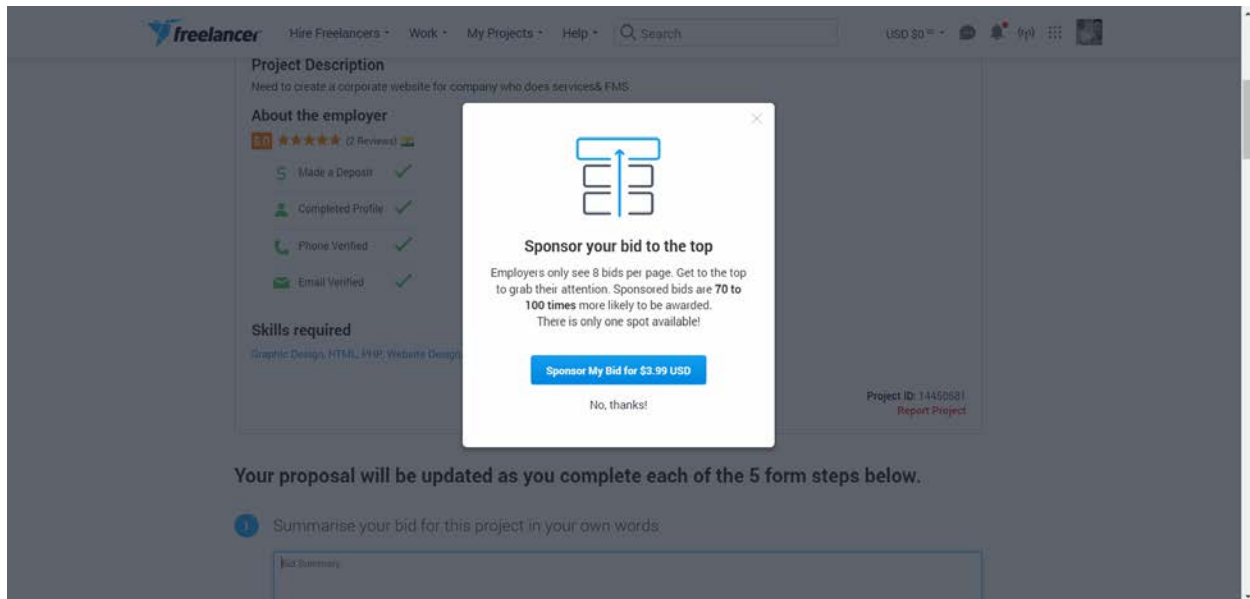 freelancer Hire Freelancers Work My Projects Help Search USD $0
Project Description
Need to create a corporate website for company who does services& FMS
About the employer
5.0 (2 Reviews)
Made a Deposit
Completed Profile
Phone Verified
Email Verified
Skills required
Graphic Design, HTML, PHP, Website Design
Sponsor your bid to the top
Employers only see 8 bids per page. Get to the top
to grab their attention. Sponsored bids are 70 to
100 times more likely to be awarded.
There is only one spot available!
Sponsor My Bid for $3.99 USD
No, thanks!
Project ID: 14450581
Report Project
Your proposal will be updated as you complete each of the 5 form steps below.
1 Summarise your bid for this project in your own words
Bid Summary